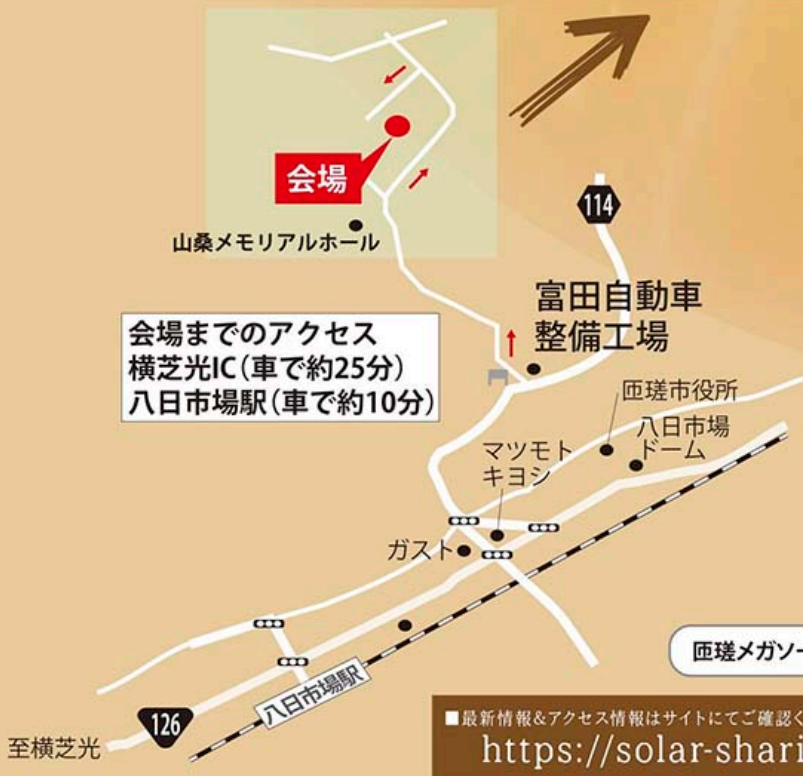 会場
山桑メモリアルホール
114
富田自動車
整備工場
会場までのアクセス
横芝光IC（車で約25分）
八日市場駅（車で約10分）
匝瑳市役所
八日市場
ドーム
マツモト
キヨシ
ガスト
匝瑳メガソー
八日市場駅
126
至横芝光
■最新情報&アクセス情報はサイトにてご確認く
https://solar-shari